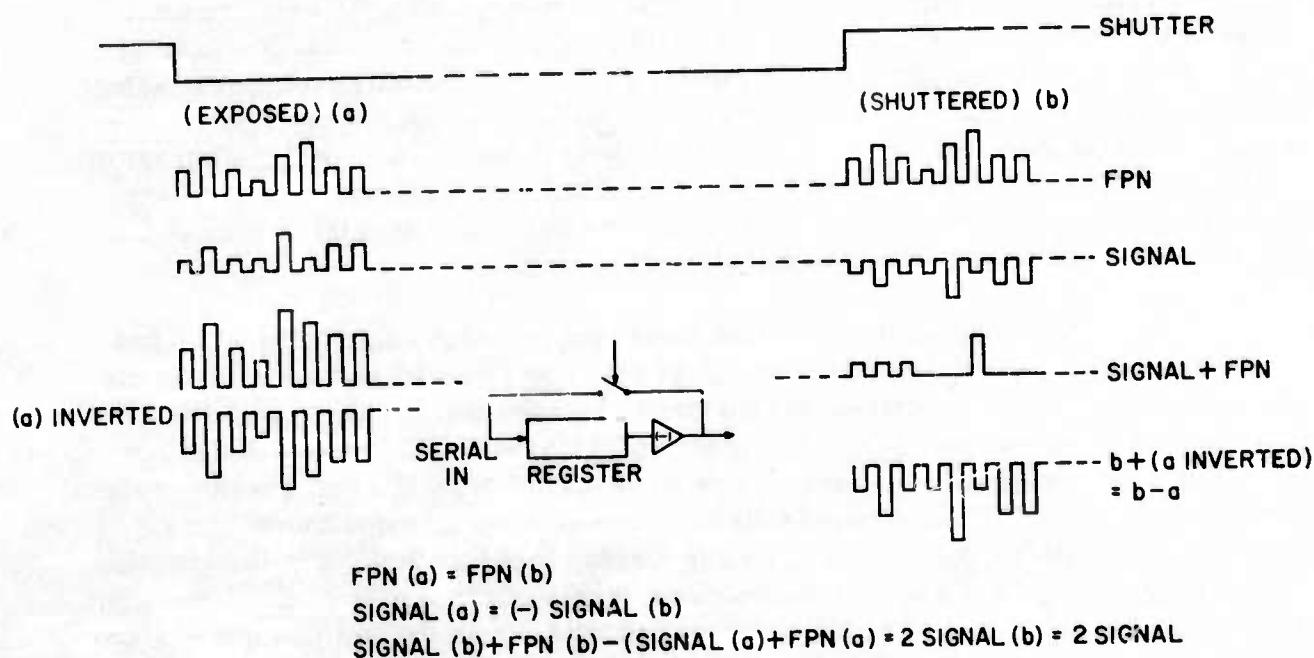 SHUTTER
(EXPOSED) (a)
(SHUTTERED) (b)
FPN
SIGNAL
SIGNAL + FPN
(a) INVERTED
SERIAL
IN
REGISTER
(-)
b + (a INVERTED)
= b - a
FPN (a) = FPN (b)
SIGNAL (a) = (-) SIGNAL (b)
SIGNAL (b) + FPN (b) - (SIGNAL (a) + FPN (a) = 2 SIGNAL (b) = 2 SIGNAL